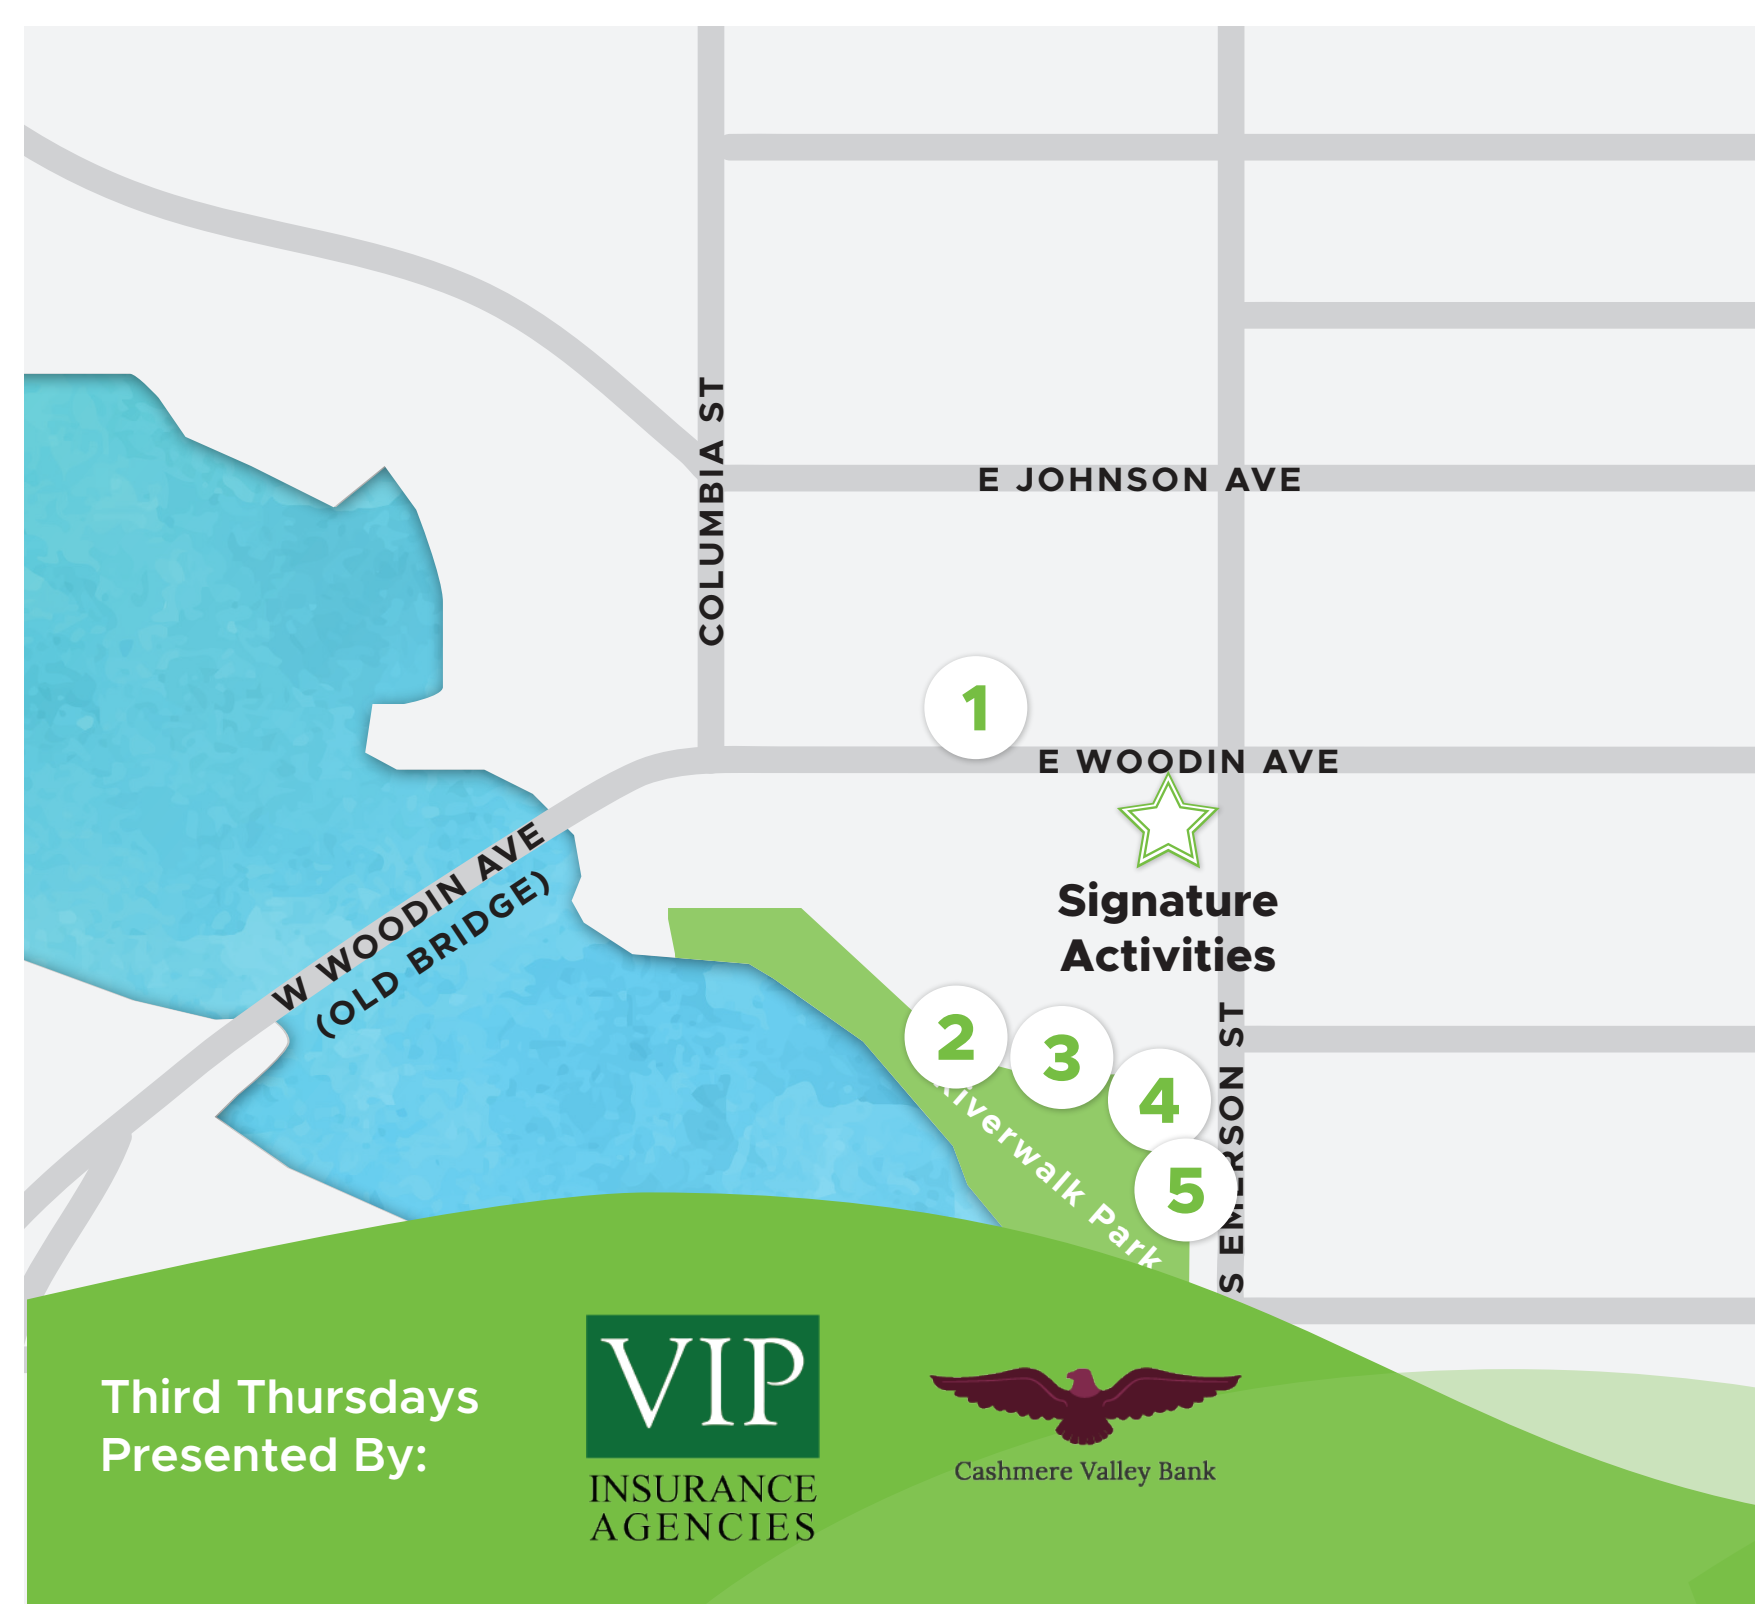 COLUMBIA ST
E JOHNSON AVE
1
E WOODIN AVE
W WOODIN AVE
(OLD BRIDGE)
Signature
Activities
2
3
4
5
Riverwalk Park
S EMERSON ST
Third Thursdays
Presented By:
VIP
INSURANCE
AGENCIES
Cashmere Valley Bank